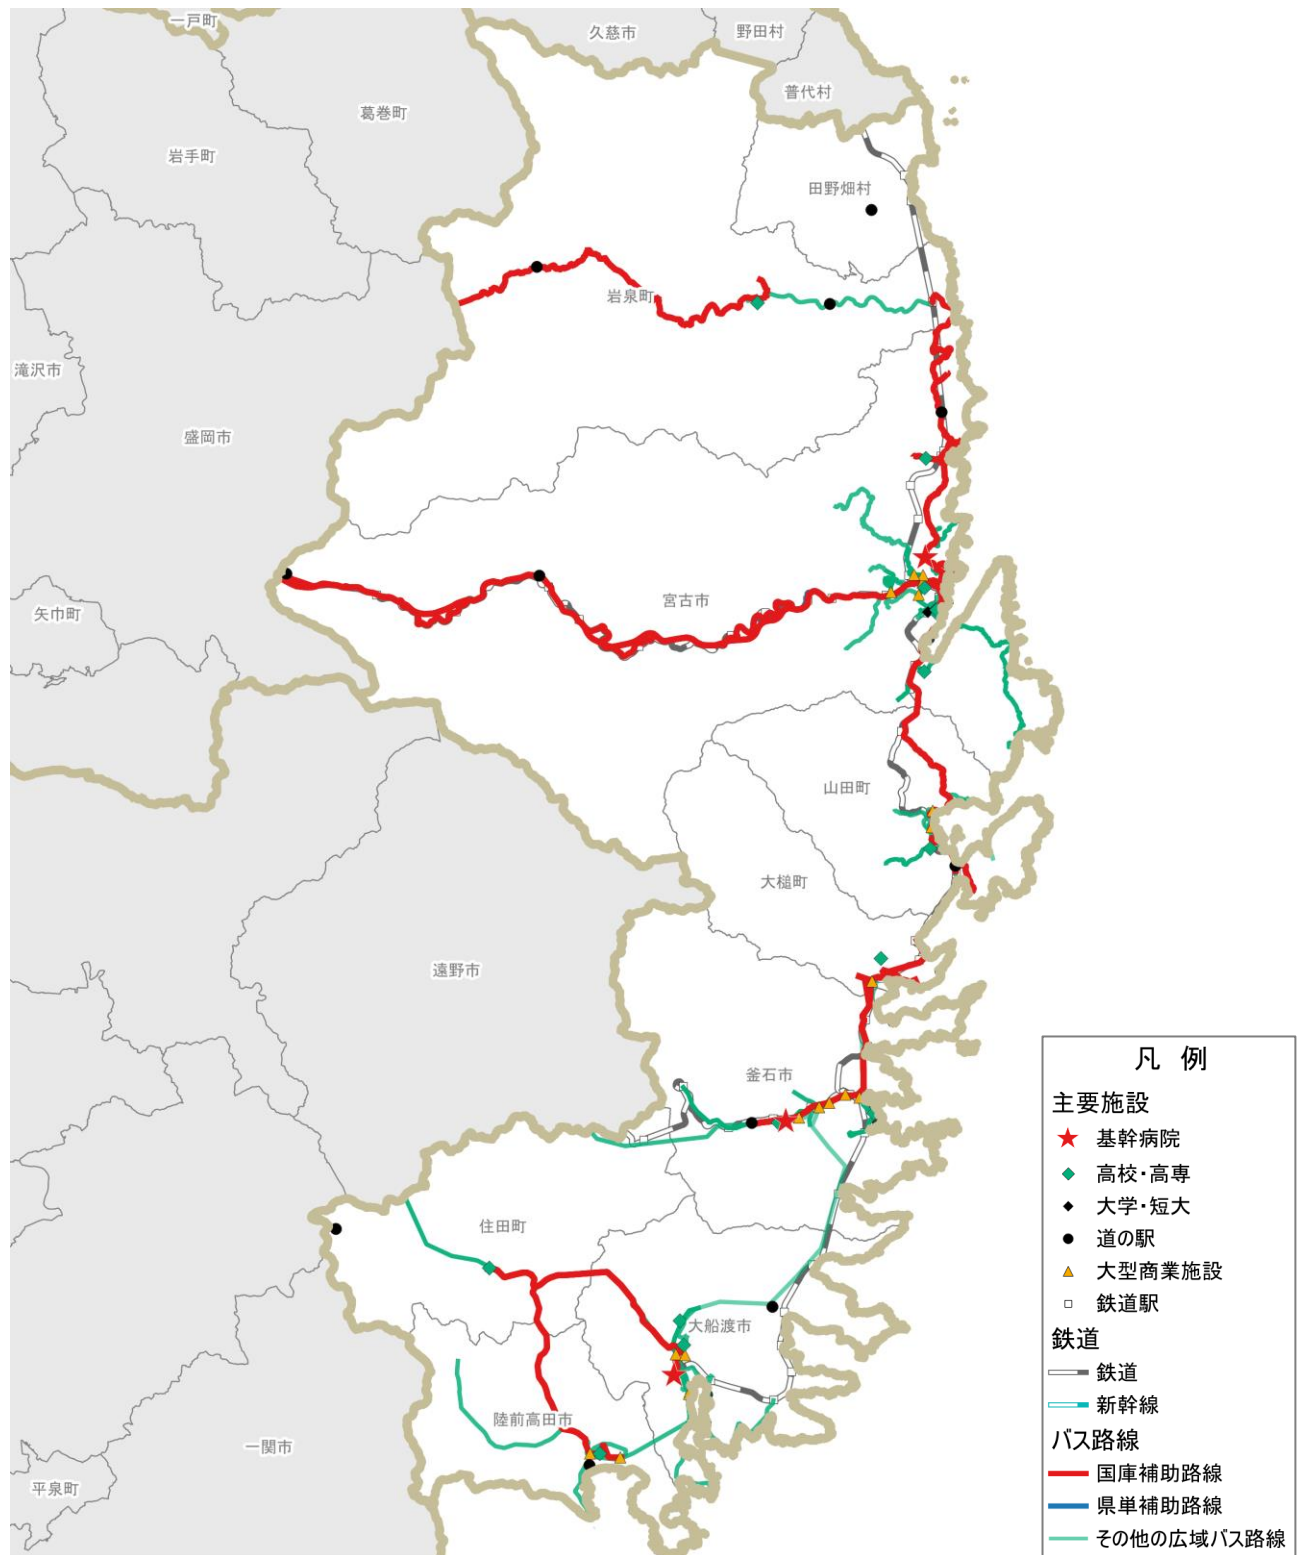 一戸町
久慈市
野田村
普代村
葛巻町
岩手町
田野畑村
岩泉町
滝沢市
盛岡市
宮古市
矢巾町
山田町
大槌町
遠野市
釜石市
住田町
大船渡市
陸前高田市
一関市
平泉町
凡 例
主要施設
基幹病院
高校・高専
大学・短大
道の駅
大型商業施設
鉄道駅
鉄道
鉄道
新幹線
バス路線
国庫補助路線
県単補助路線
その他の広域バス路線